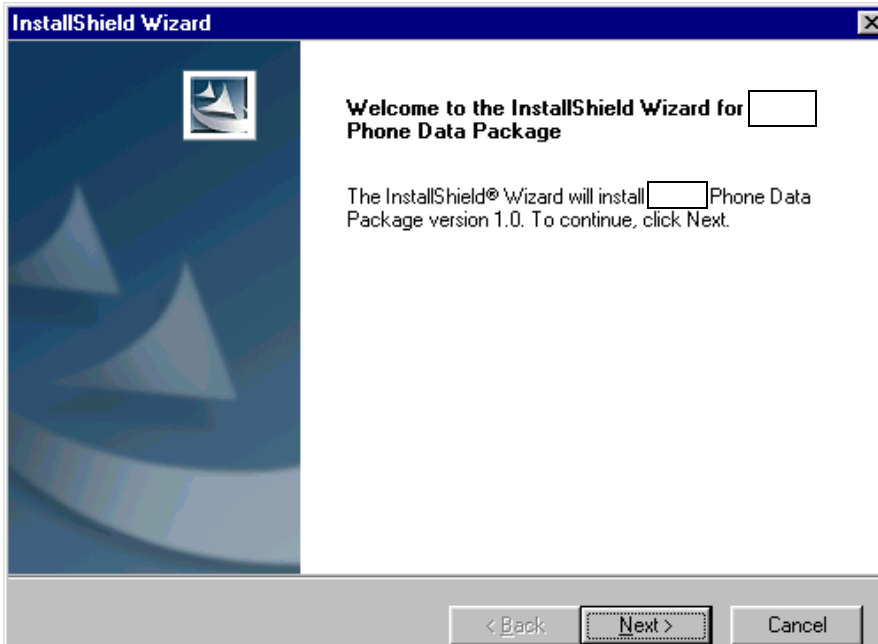 InstallShield Wizard
Welcome to the InstallShield Wizard for
Phone Data Package
The InstallShield® Wizard will install Phone Data
Package version 1.0. To continue, click Next.
< Back
Next >
Cancel